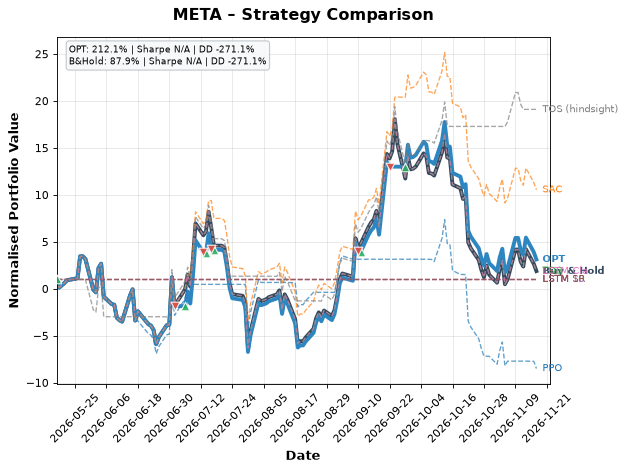 META – Strategy Comparison
OPT: 212.1% | Sharpe N/A | DD -271.1%
B&Hold: 87.9% | Sharpe N/A | DD -271.1%
Normalised Portfolio Value
25
20
15
10
5
0
−5
−10
TOS (hindsight)
SAC
OPT
Buy & Hold
LSTM SR
PPO
2026-05-25
2026-06-06
2026-06-18
2026-06-30
2026-07-12
2026-07-24
2026-08-05
2026-08-17
2026-08-29
2026-09-10
2026-09-22
2026-10-04
2026-10-16
2026-10-28
2026-11-09
2026-11-21
Date